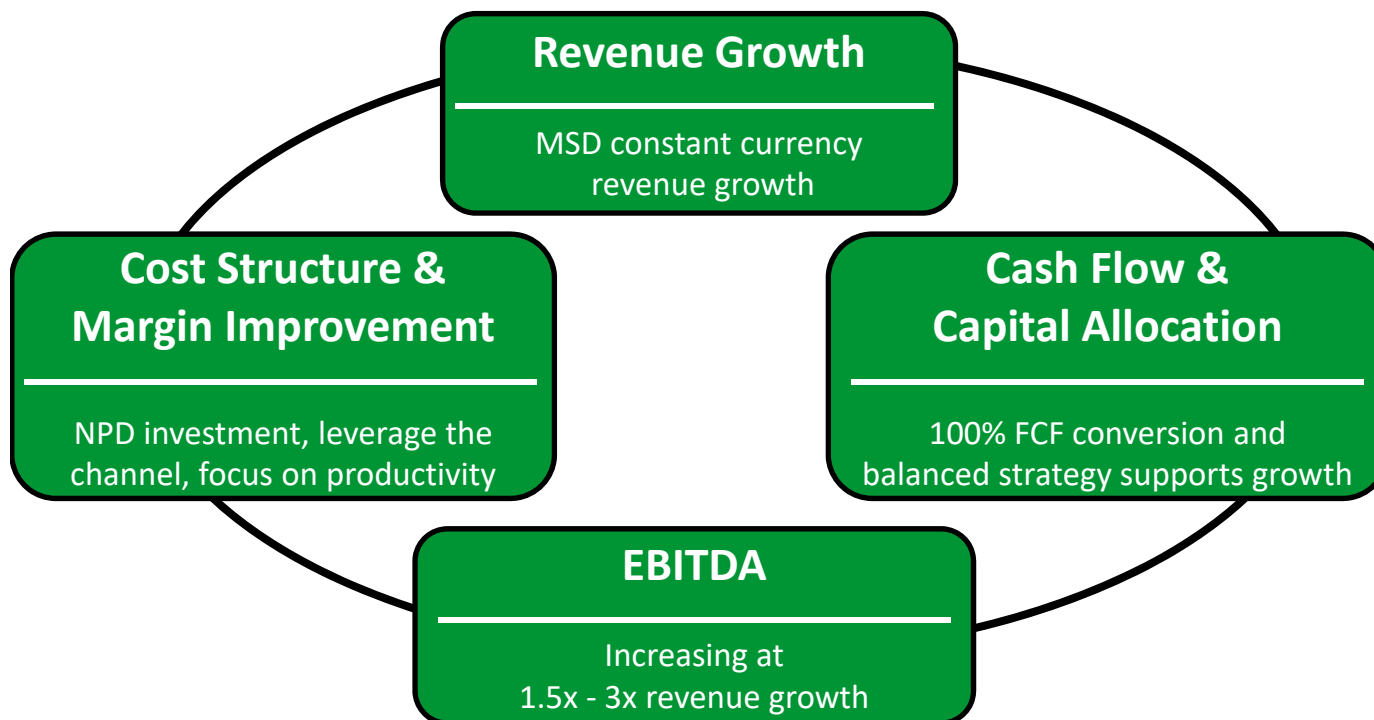 Revenue Growth
MSD constant currency
revenue growth
Cost Structure &
Margin Improvement
NPD investment, leverage the
channel, focus on productivity
Cash Flow &
Capital Allocation
100% FCF conversion and
balanced strategy supports growth
EBITDA
Increasing at
1.5x - 3x revenue growth